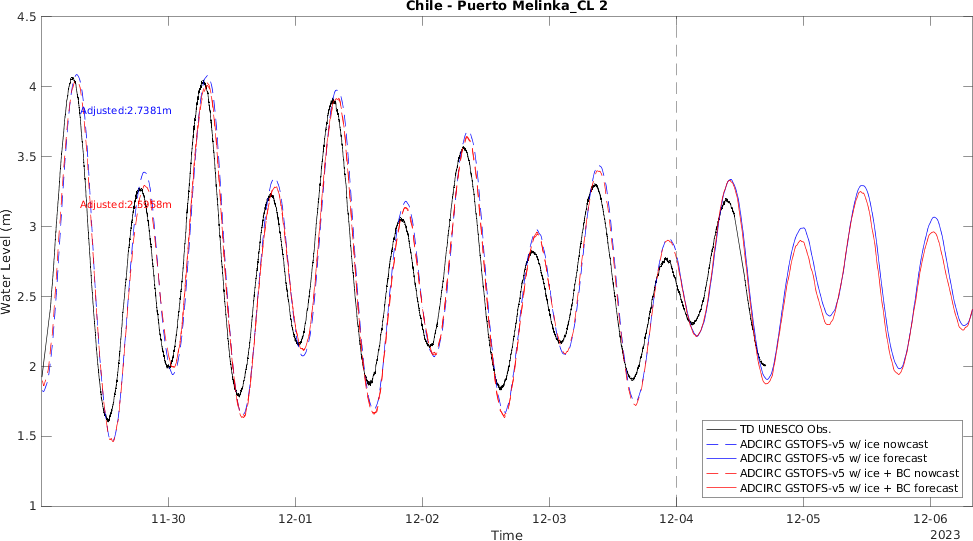 Chile - Puerto Melinka_CL 2
4.5
4
3.5
3
2.5
2
1.5
1
Water Level (m)
Adjusted:2.7381m
11-30
12-01
12-02
12-03
12-04
12-05
12-06
2023
Time
TD UNESCO Obs.
ADCIRC GSTOFS-v5 w/ ice nowcast
ADCIRC GSTOFS-v5 w/ ice forecast
ADCIRC GSTOFS-v5 w/ ice + BC nowcast
ADCIRC GSTOFS-v5 w/ ice + BC forecast